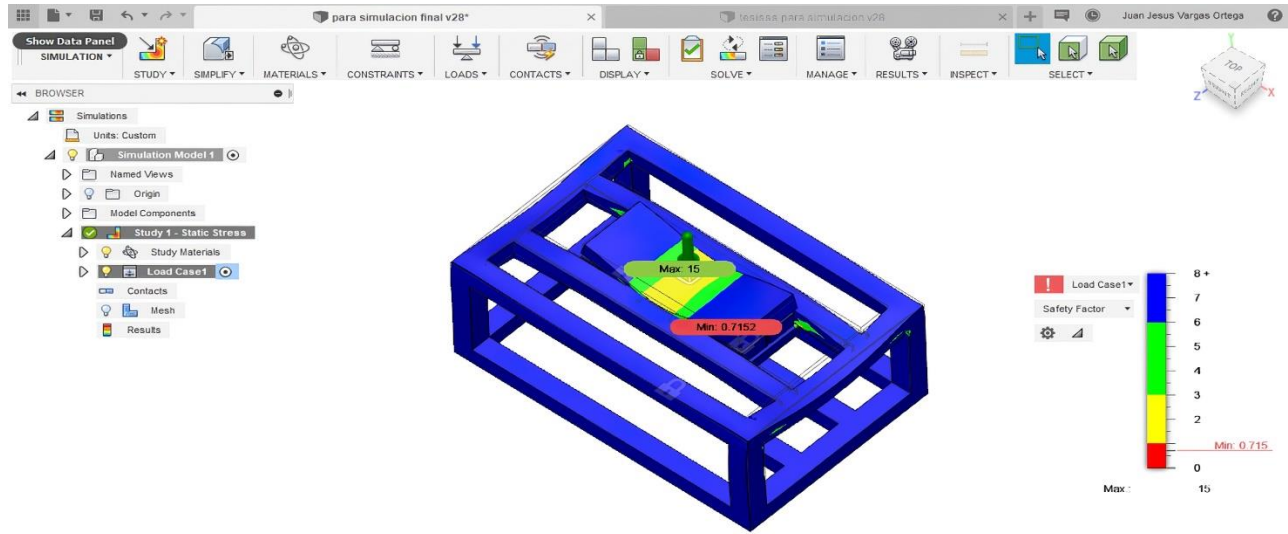 para simulacion final v28*
tesisss para simulacion v28
Juan Jesus Vargas Ortega
Show Data Panel
SIMULATION
STUDY
SIMPLIFY
MATERIALS
CONSTRAINTS
LOADS
CONTACTS
DISPLAY
SOLVE
MANAGE
RESULTS
INSPECT
SELECT
TOP
Z
X
BROWSER
Simulations
Units: Custom
Simulation Model 1
Named Views
Origin
Model Components
Study 1 - Static Stress
Study Materials
Load Case1
Contacts
Mesh
Results
Max: 15
Min: 0.7152
Load Case1
Safety Factor
8 +
7
6
5
4
3
2
Min: 0.715
0
Max.: 15